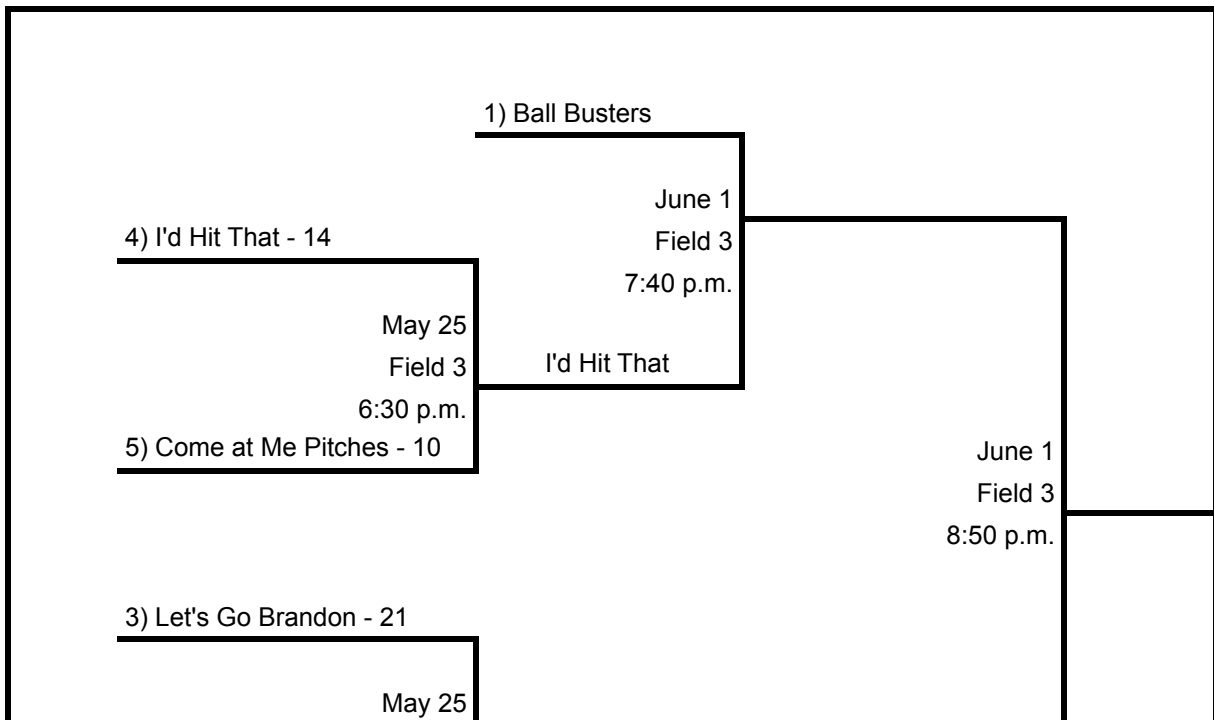 1) Ball Busters
June 1
4) I'd Hit That - 14
Field 3
7:40 p.m.
May 25
Field 3
I'd Hit That
6:30 p.m.
5) Come at Me Pitches - 10
June 1
Field 3
8:50 p.m.
3) Let's Go Brandon - 21
May 25